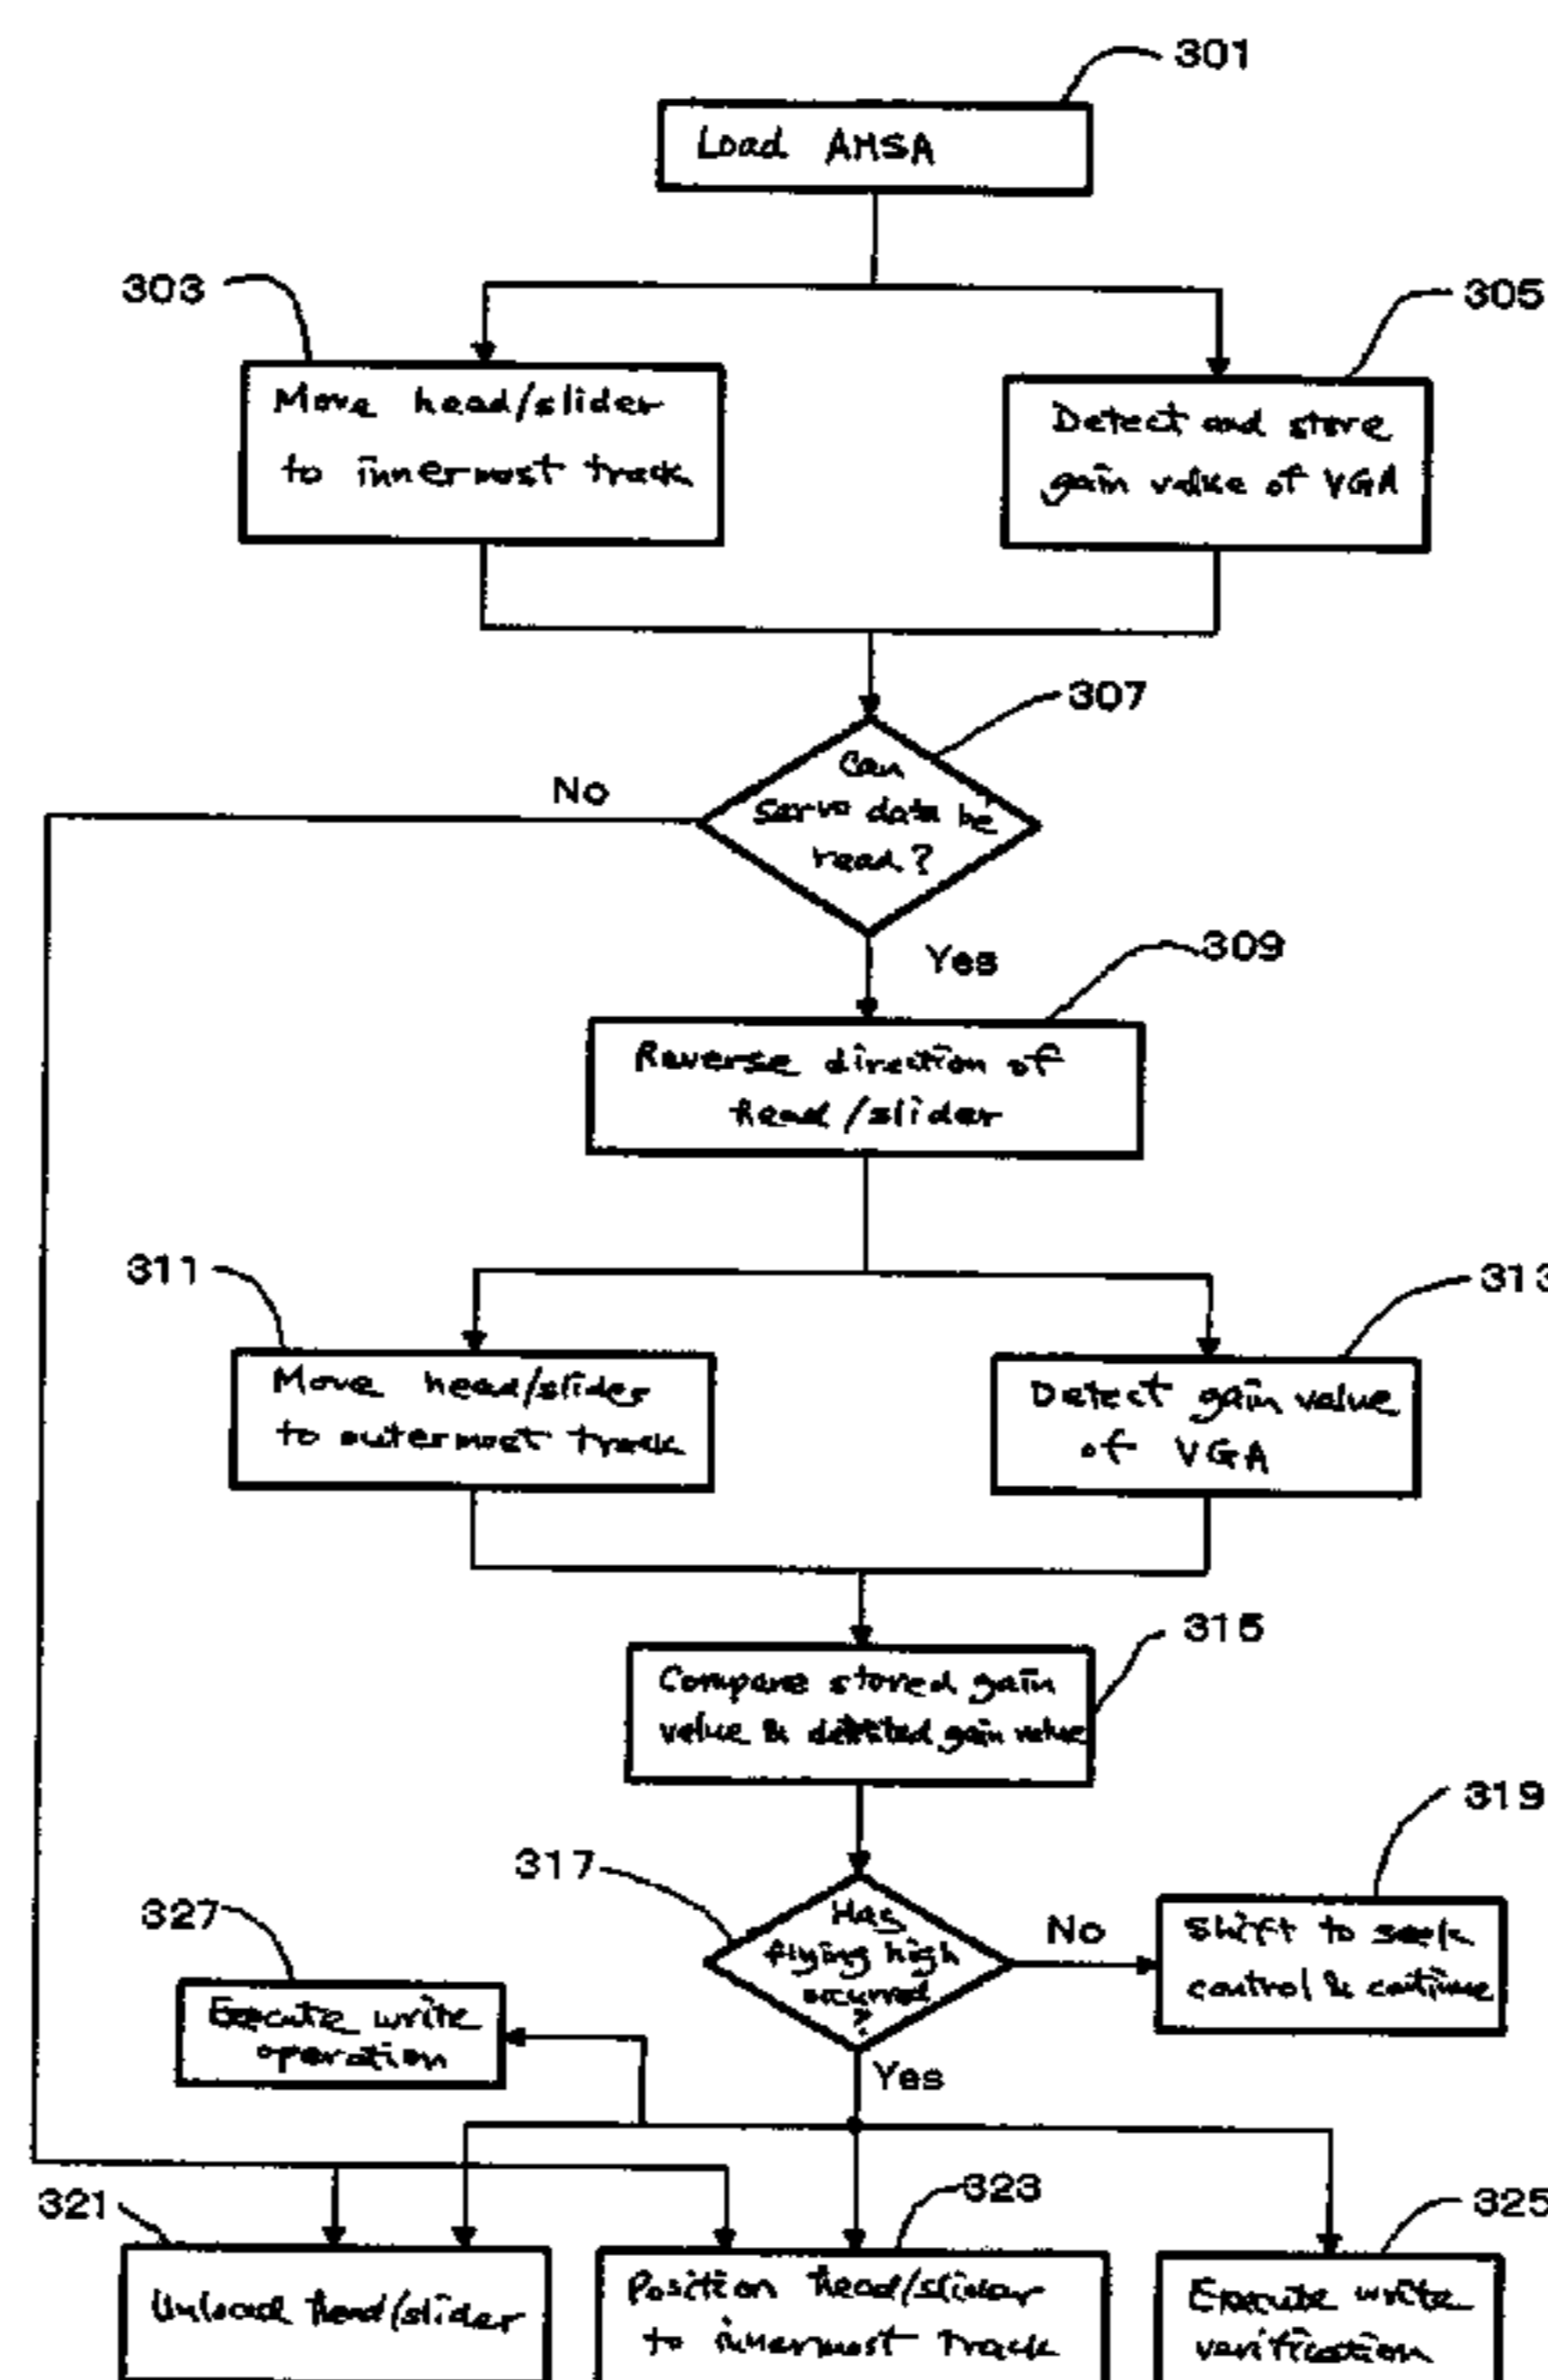 301
Load AHSA
303
305
Move head/slider
to innermost track
Detect and store
gain value of VGA
307
Can
servo data be
read?
No
Yes
309
Reverse direction of
head/slider
311
313
Move head/slider
to outermost track
Detect gain value
of VGA
315
Compare stored gain
value & detected gain value
319
317
Has
flying high
occurred
?
No
Shift to seek
control & continue
327
Execute write
operation
Yes
321
323
325
Unload head/slider
Position head/slider
to innermost track
Execute write
verification